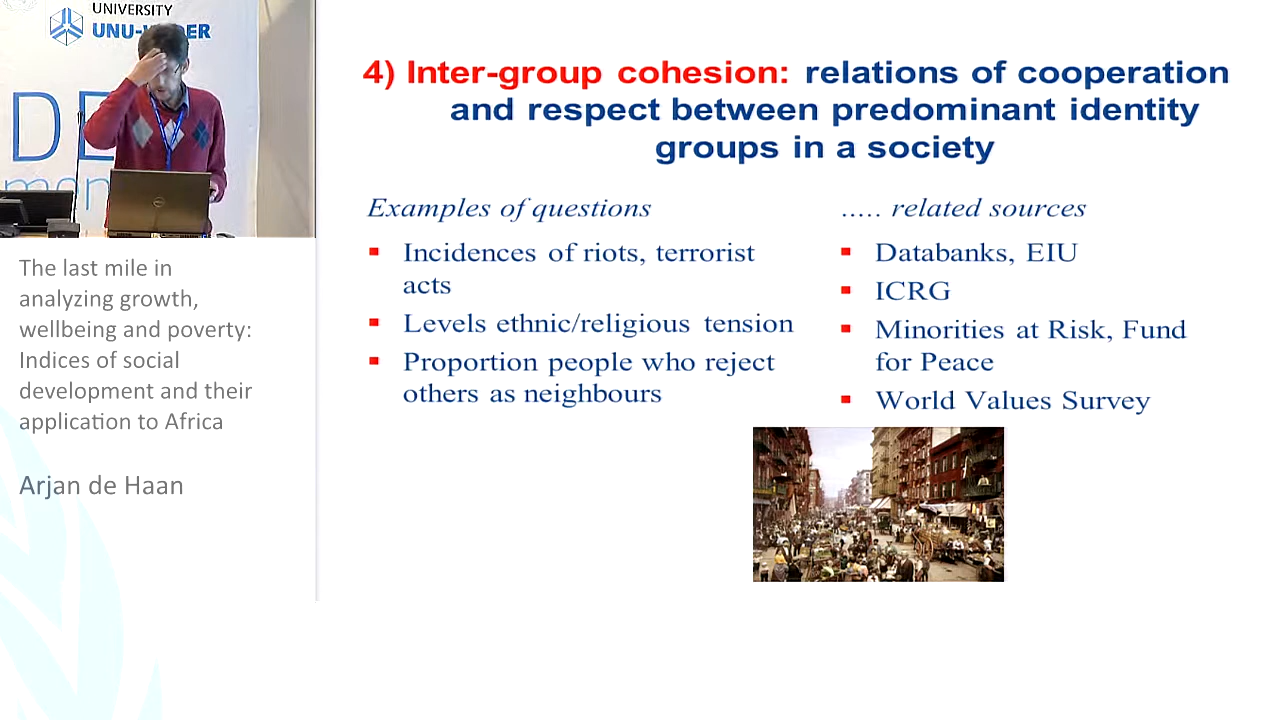 UNIVERSITY
UNU-
ER
DE
men
The last mile in
analyzing growth,
wellbeing and poverty:
Indices of social
development and their
application to Africa
Arjan de Haan
4) Inter-group cohesion: relations of cooperation
and respect between predominant identity
groups in a society
Examples of questions
▪ Incidences of riots, terrorist
acts
▪ Levels ethnic/religious tension
▪ Proportion people who reject
others as neighbours
..... related sources
▪ Databanks, EIU
▪ ICRG
▪ Minorities at Risk, Fund
for Peace
▪ World Values Survey